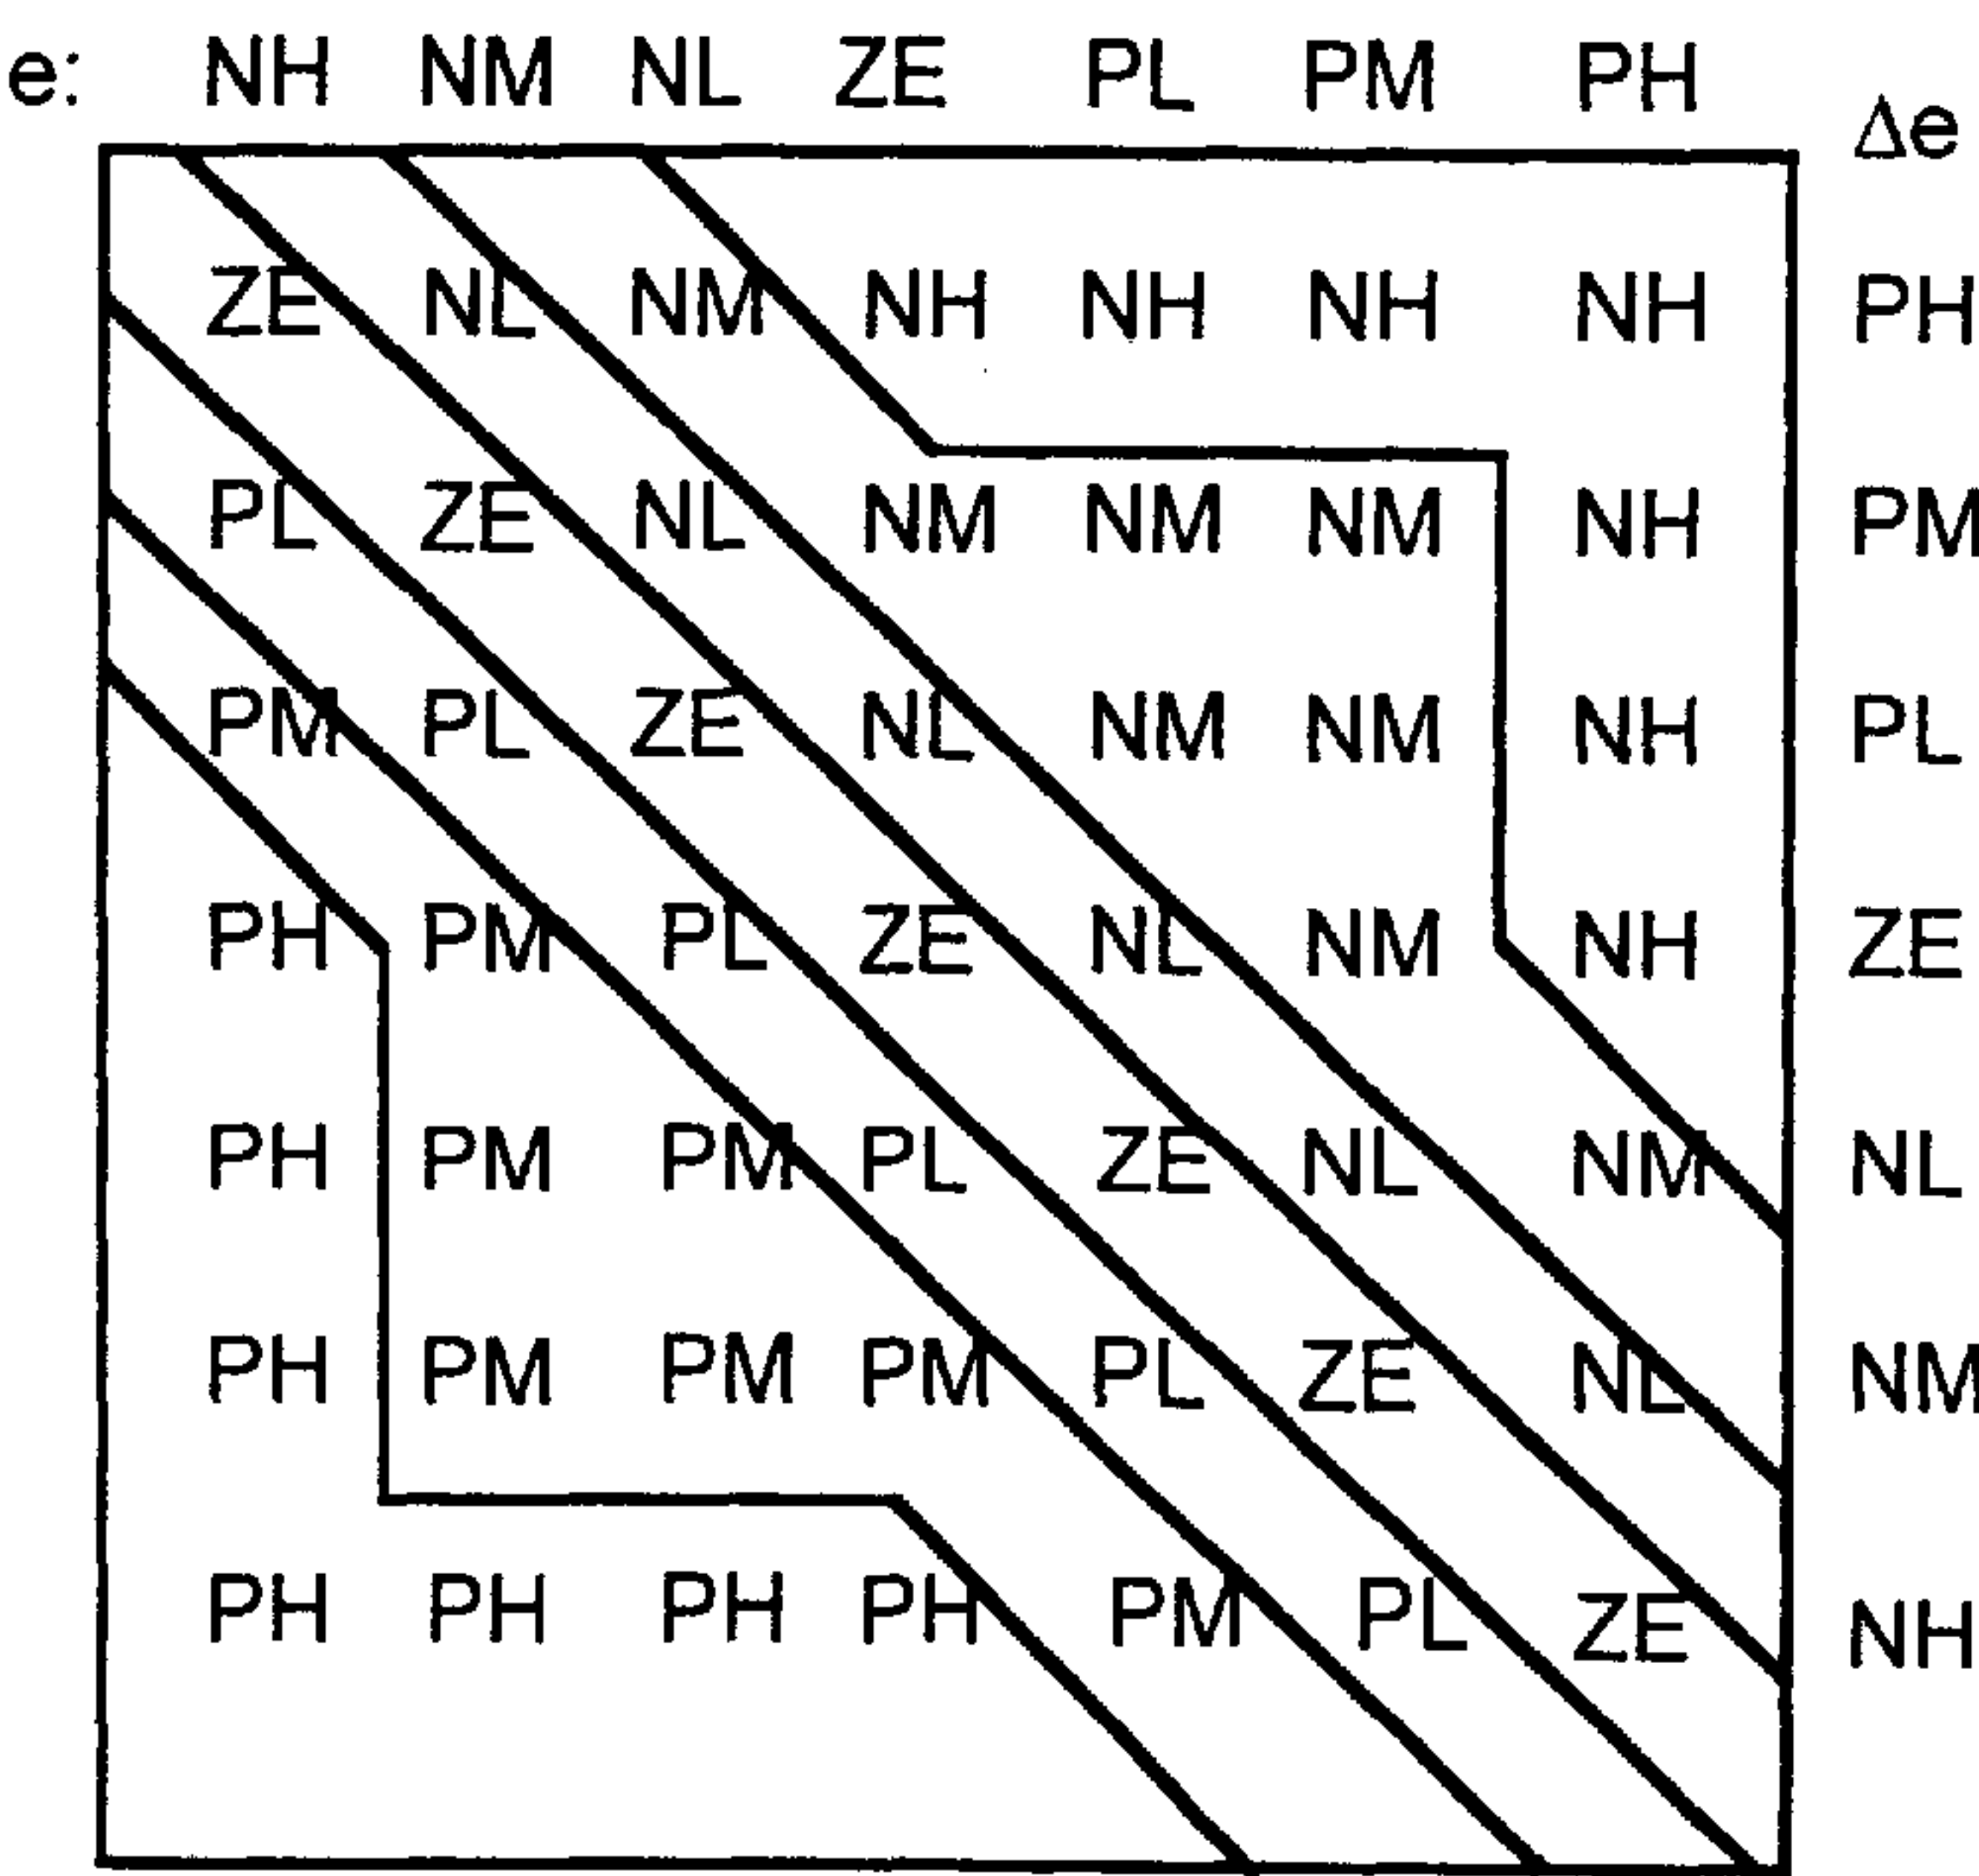 e: NH NM NL ZE PL PM PH Δe
ZE NL NM NH NH NH NH PH
PL ZE NL NM NM NM NH PM
PM PL ZE NL NM NM NH PL
PH PM PL ZE NL NM NH ZE
PH PM PM PL ZE NL NM NL
PH PM PM PM PL ZE NL NM
PH PH PH PH PM PL ZE NH